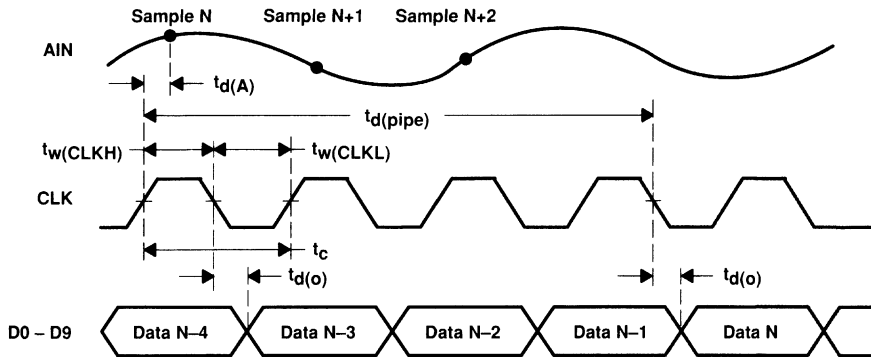 Sample N
Sample N+1
Sample N+2
AIN
td(A)
td(pipe)
tw(CLKH)
tw(CLKL)
CLK
tc
td(o)
td(o)
D0 – D9
Data N–4
Data N–3
Data N–2
Data N–1
Data N